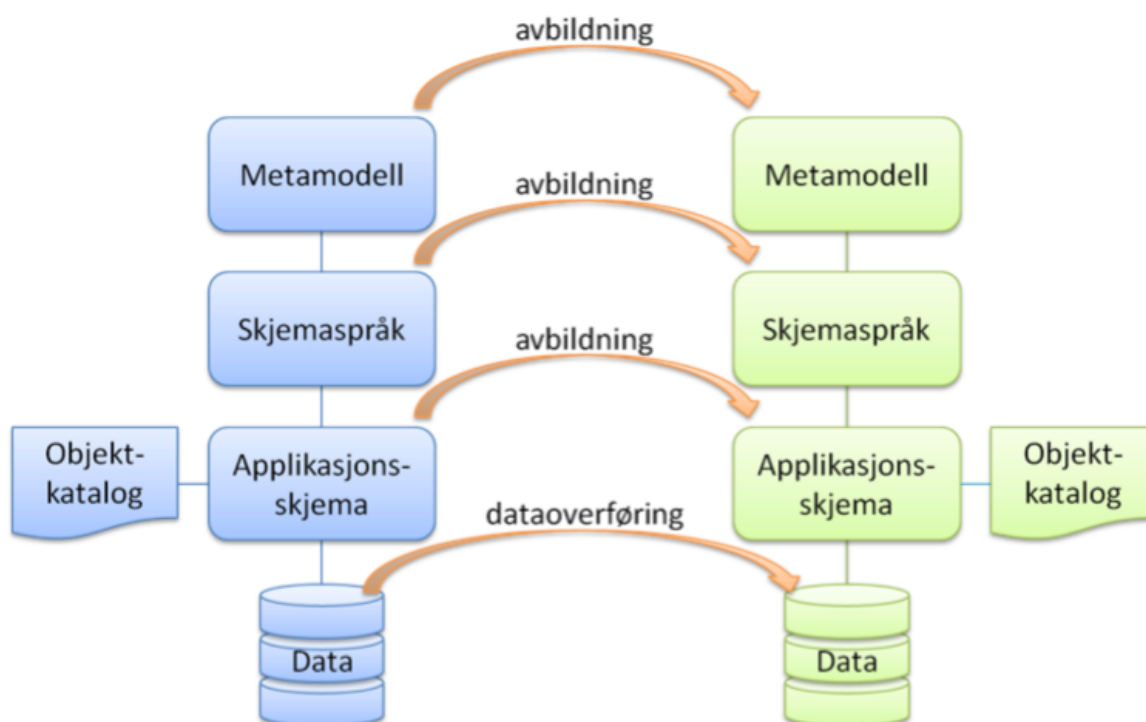 avbildning
Metamodell
Metamodell
avbildning
Skjemaspråk
Skjemaspråk
avbildning
Objekt-
katalog
Applikasjons-
skjema
Applikasjons-
skjema
Objekt-
katalog
dataoverføring
Data
Data